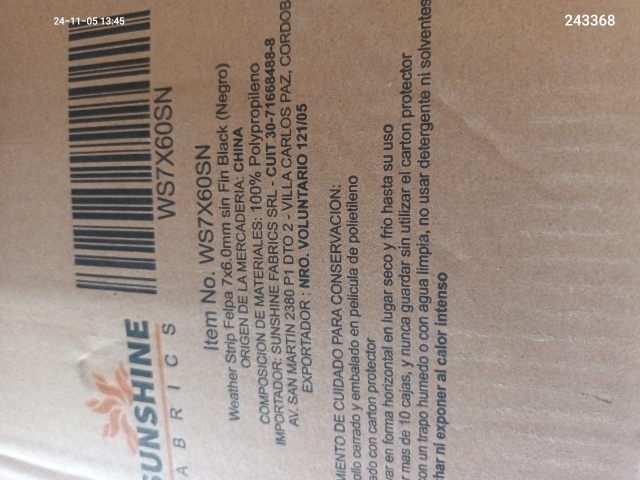 24-11-05 13:45
243368
SUNSHINE
ABRICS
WS7X60SN
Item No. WS7X60SN
Weather Strip Felpa 7x6.0mm sin Fin Black (Negro)
ORIGEN DE LA MERCADERIA: CHINA
COMPOSICION DE MATERIALES: 100% Polypropileno
IMPORTADOR: SUNSHINE FABRICS SRL - CUIT 30-71668488-8
AV. SAN MARTIN 2380 P1 DTO 2 - VILLA CARLOS PAZ, CORDOB
EXPORTADOR : NRO. VOLUNTARIO 121/05
MIENTO DE CUIDADO PARA CONSERVACION:
ollo cerrado y embalado en película de polietileno
ado con carton protector
var en forma horizontal en lugar seco y frio hasta su uso
r mas de 10 cajas, y nunca guardar sin utilizar el carton protector
con un trapo humedo o con agua limpia, no usar detergente ni solventes
char ni exponer al calor intenso